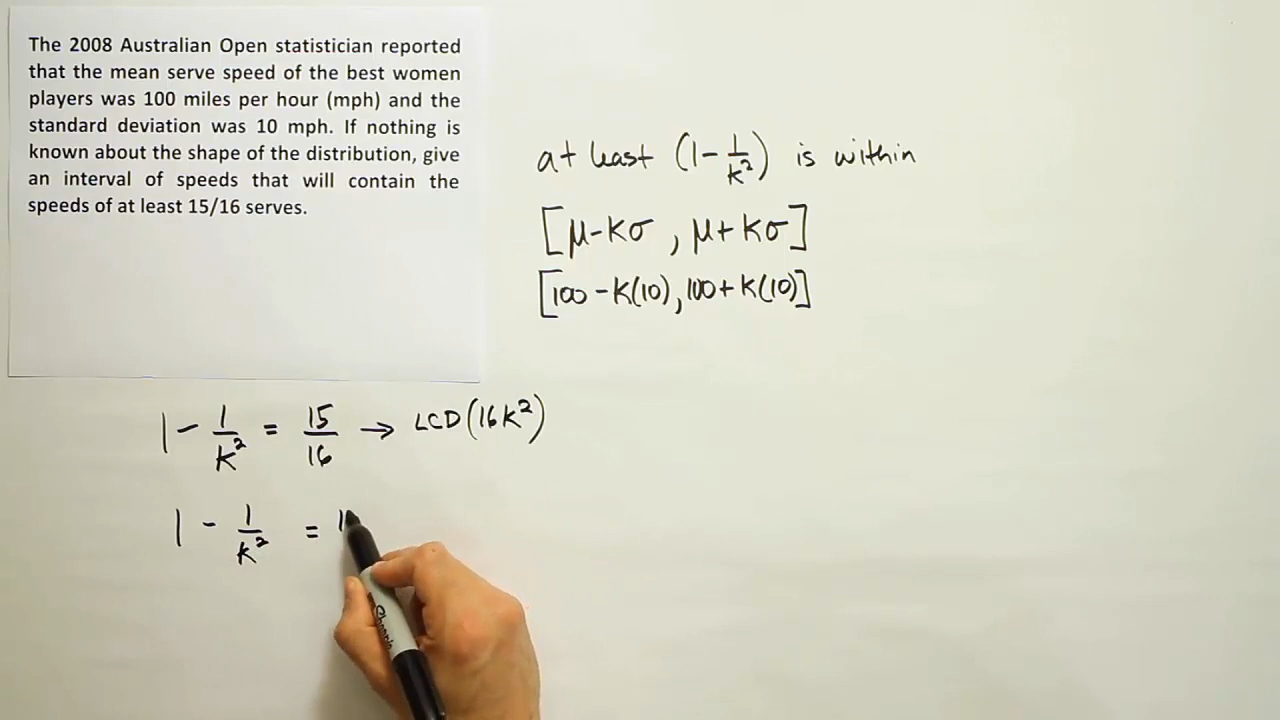 The 2008 Australian Open statistician reported
that the mean serve speed of the best women
players was 100 miles per hour (mph) and the
standard deviation was 10 mph. If nothing is
known about the shape of the distribution, give
an interval of speeds that will contain the
speeds of at least 15/16 serves.
at least (1 - 1/k²) is within
[μ-kσ , μ+kσ]
[100 - k(10), 100 + k(10)]
1 - 1/k² = 15/16 → LCD(16k²)
1 - 1/k² =